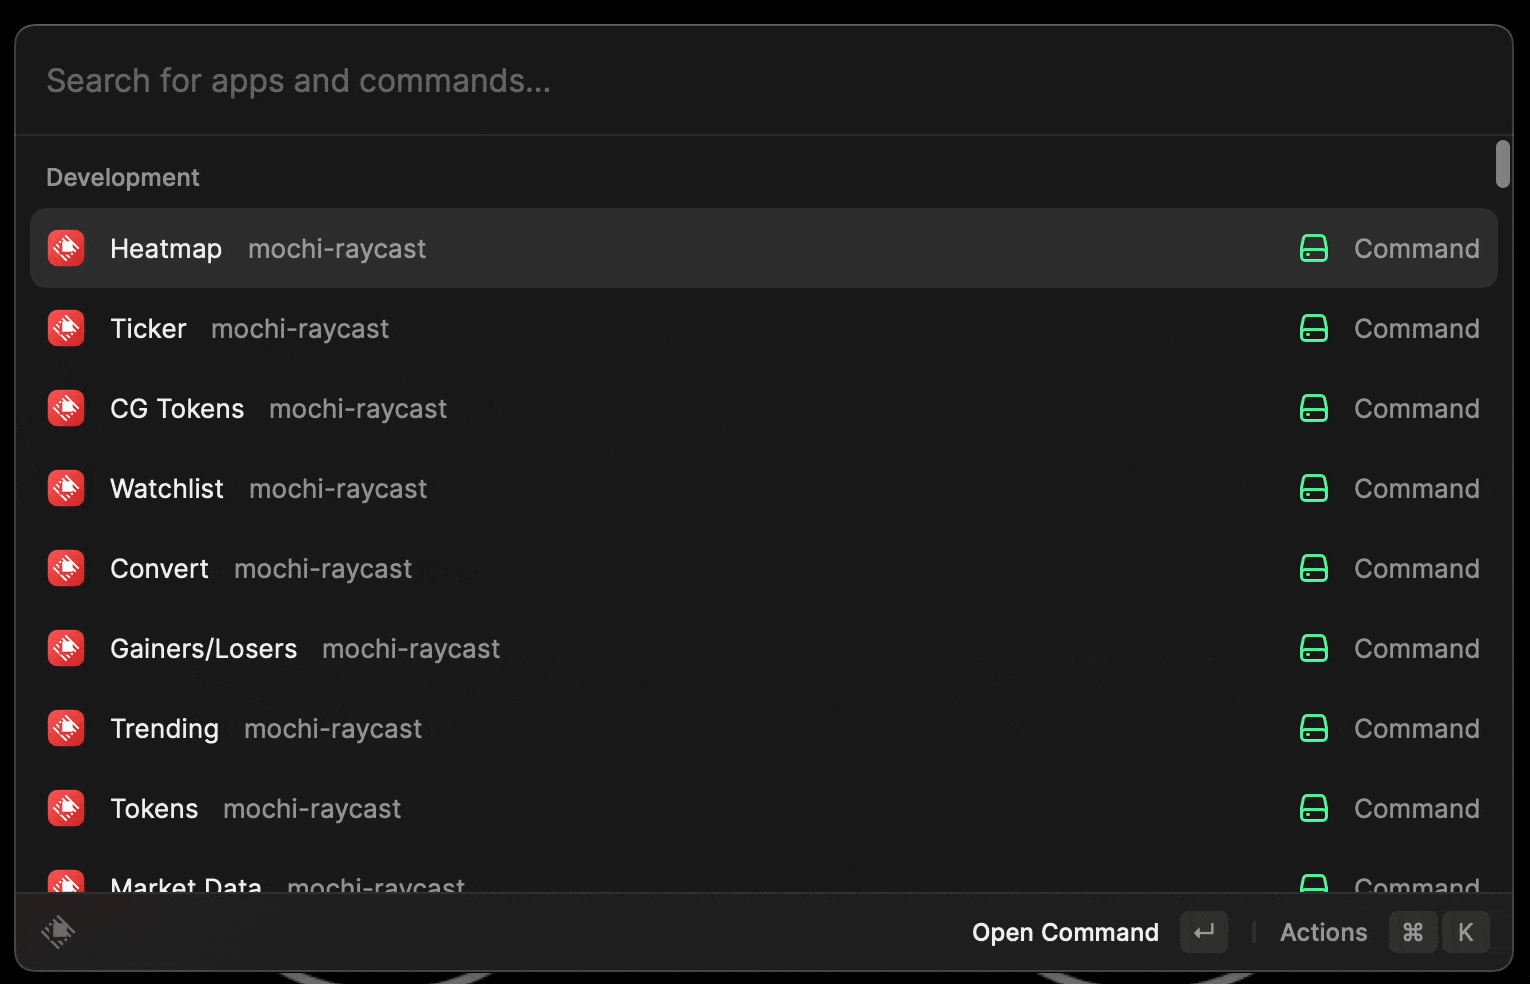 Search for apps and commands...
Development
Heatmap mochi-raycast Command
Ticker mochi-raycast Command
CG Tokens mochi-raycast Command
Watchlist mochi-raycast Command
Convert mochi-raycast Command
Gainers/Losers mochi-raycast Command
Trending mochi-raycast Command
Tokens mochi-raycast Command
Market Data mochi-raycast Command
Open Command ↵ | Actions ⌘ K